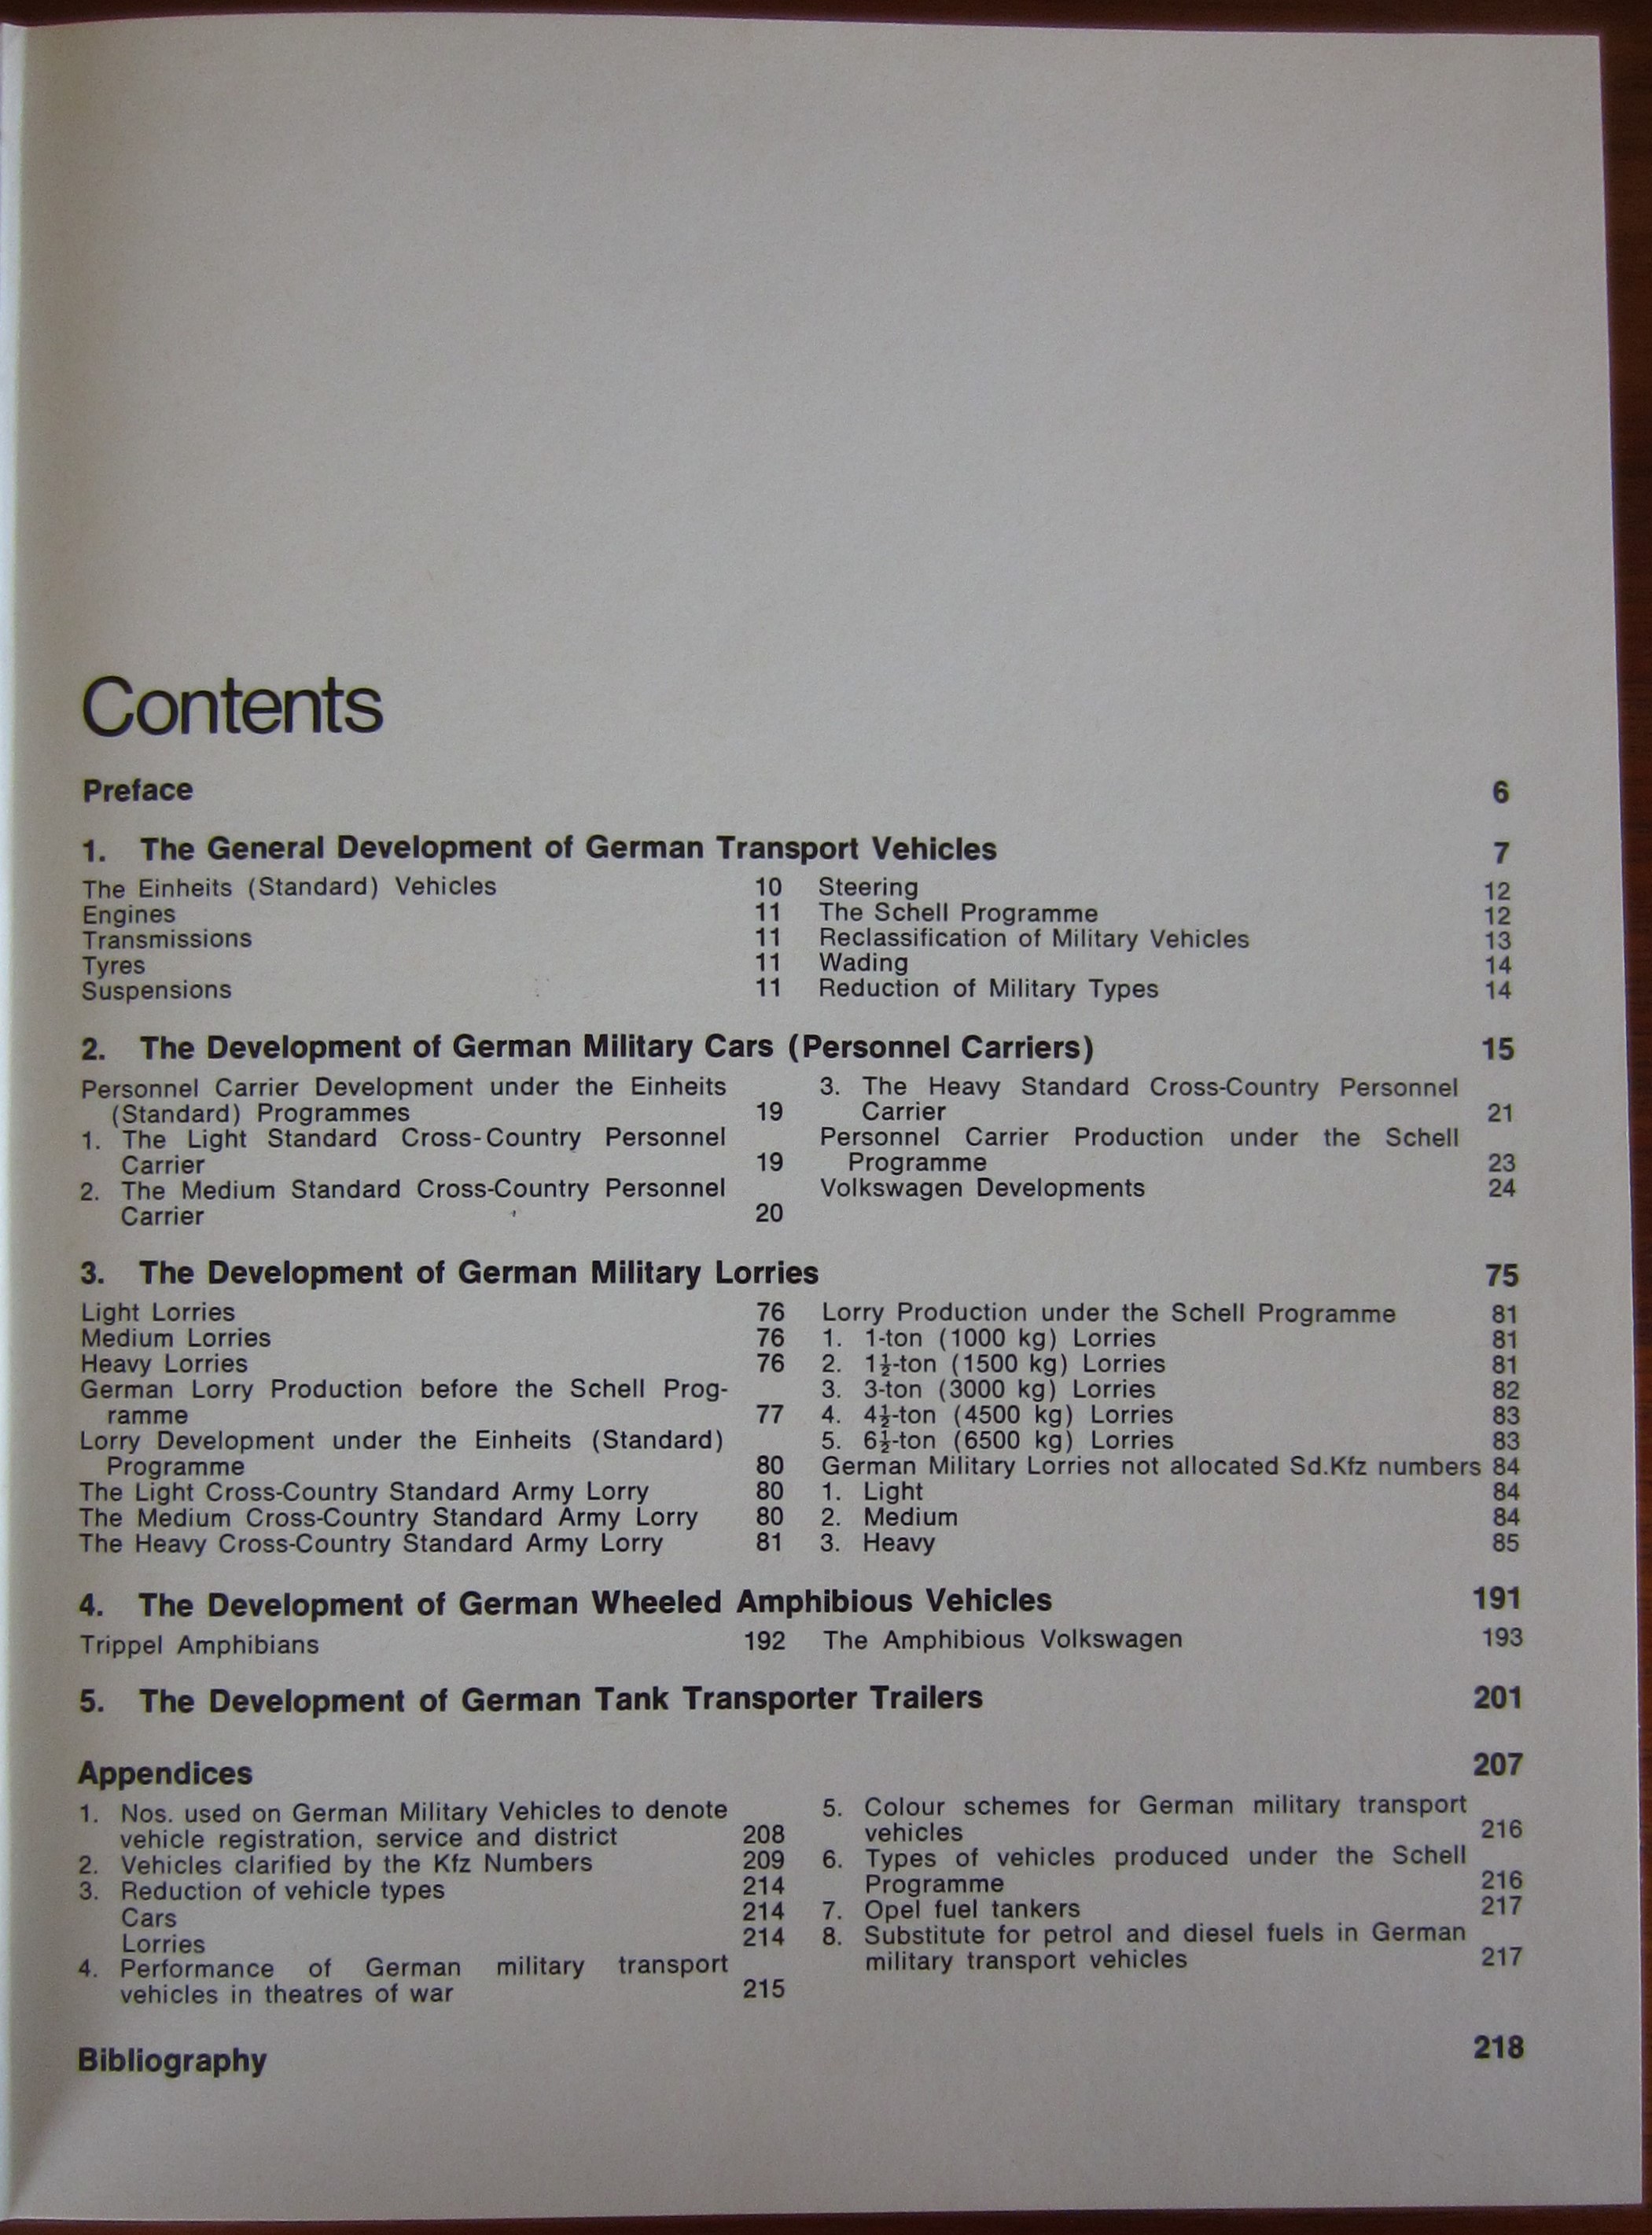 Contents
Preface 6
1. The General Development of German Transport Vehicles 7
The Einheits (Standard) Vehicles 10
Engines 11
Transmissions 11
Tyres 11
Suspensions 11
Steering 12
The Schell Programme 12
Reclassification of Military Vehicles 13
Wading 14
Reduction of Military Types 14
2. The Development of German Military Cars (Personnel Carriers) 15
Personnel Carrier Development under the Einheits
(Standard) Programmes 19
1. The Light Standard Cross-Country Personnel
Carrier 19
2. The Medium Standard Cross-Country Personnel
Carrier 20
3. The Heavy Standard Cross-Country Personnel
Carrier 21
Personnel Carrier Production under the Schell
Programme 23
Volkswagen Developments 24
3. The Development of German Military Lorries 75
Light Lorries 76
Medium Lorries 76
Heavy Lorries 76
German Lorry Production before the Schell Prog-
ramme 77
Lorry Development under the Einheits (Standard)
Programme 80
The Light Cross-Country Standard Army Lorry 80
The Medium Cross-Country Standard Army Lorry 80
The Heavy Cross-Country Standard Army Lorry 81
Lorry Production under the Schell Programme 81
1. 1-ton (1000 kg) Lorries 81
2. 1½-ton (1500 kg) Lorries 81
3. 3-ton (3000 kg) Lorries 82
4. 4½-ton (4500 kg) Lorries 83
5. 6½-ton (6500 kg) Lorries 83
German Military Lorries not allocated Sd.Kfz numbers 84
1. Light 84
2. Medium 84
3. Heavy 85
4. The Development of German Wheeled Amphibious Vehicles 191
Trippel Amphibians 192
The Amphibious Volkswagen 193
5. The Development of German Tank Transporter Trailers 201
Appendices 207
1. Nos. used on German Military Vehicles to denote
vehicle registration, service and district 208
2. Vehicles clarified by the Kfz Numbers 209
3. Reduction of vehicle types 214
Cars 214
Lorries 214
4. Performance of German military transport
vehicles in theatres of war 215
5. Colour schemes for German military transport
vehicles 216
6. Types of vehicles produced under the Schell
Programme 216
7. Opel fuel tankers 217
8. Substitute for petrol and diesel fuels in German
military transport vehicles 217
Bibliography 218